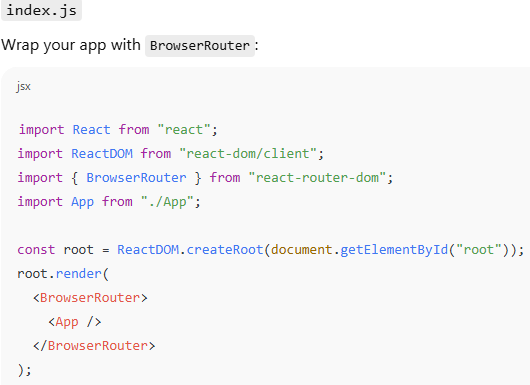 index.js
Wrap your app with BrowserRouter:
jsx
import React from "react";
import ReactDOM from "react-dom/client";
import { BrowserRouter } from "react-router-dom";
import App from "./App";
const root = ReactDOM.createRoot(document.getElementById("root"));
root.render(
  <BrowserRouter>
    <App />
  </BrowserRouter>
);